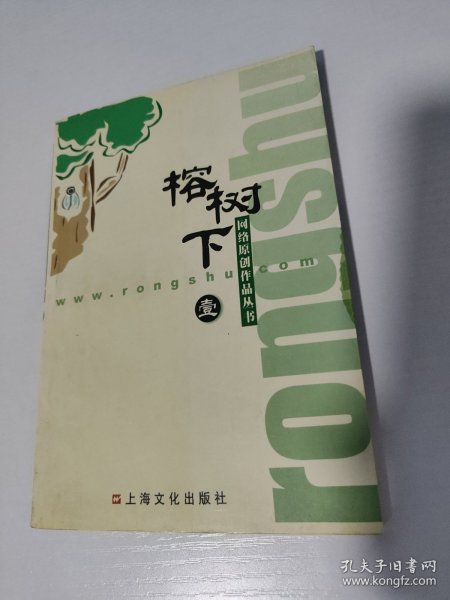 榕树下
网络原创作品丛书
www.rongshu.com
壹
rongshu
上海文化出版社
孔夫子旧书网
www.kongfz.com